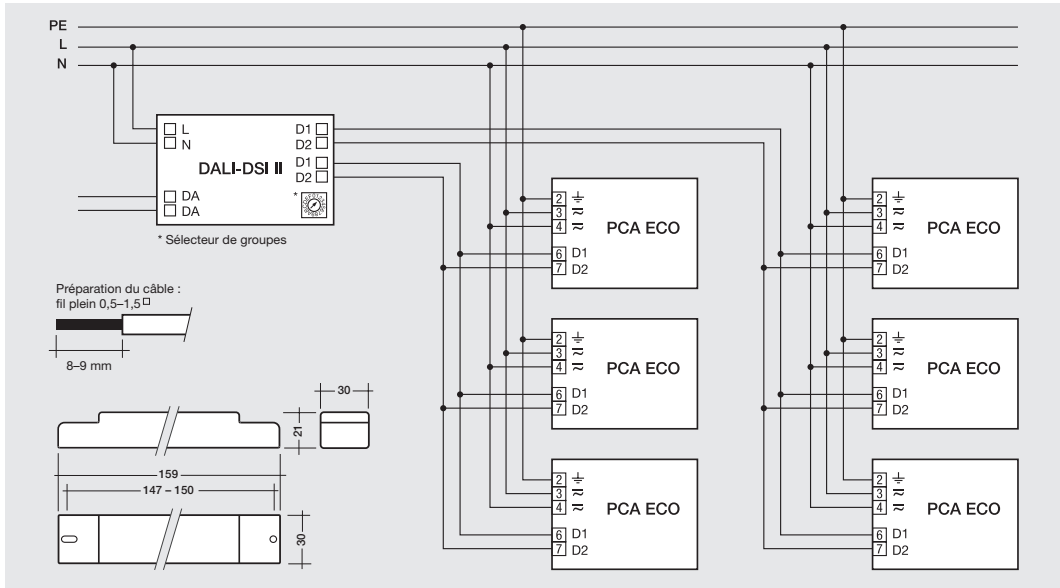 PE
L
N
L
N
DALI-DSI II
D1
D2
D1
D2
DA
DA
*
* Sélecteur de groupes
Préparation du câble :
fil plein 0,5–1,5□
8–9 mm
30
21
159
147 – 150
30
2
3
4
6 D1
7 D2
PCA ECO
2
3
4
6 D1
7 D2
PCA ECO
2
3
4
6 D1
7 D2
PCA ECO
2
3
4
6 D1
7 D2
PCA ECO
2
3
4
6 D1
7 D2
PCA ECO
2
3
4
6 D1
7 D2
PCA ECO